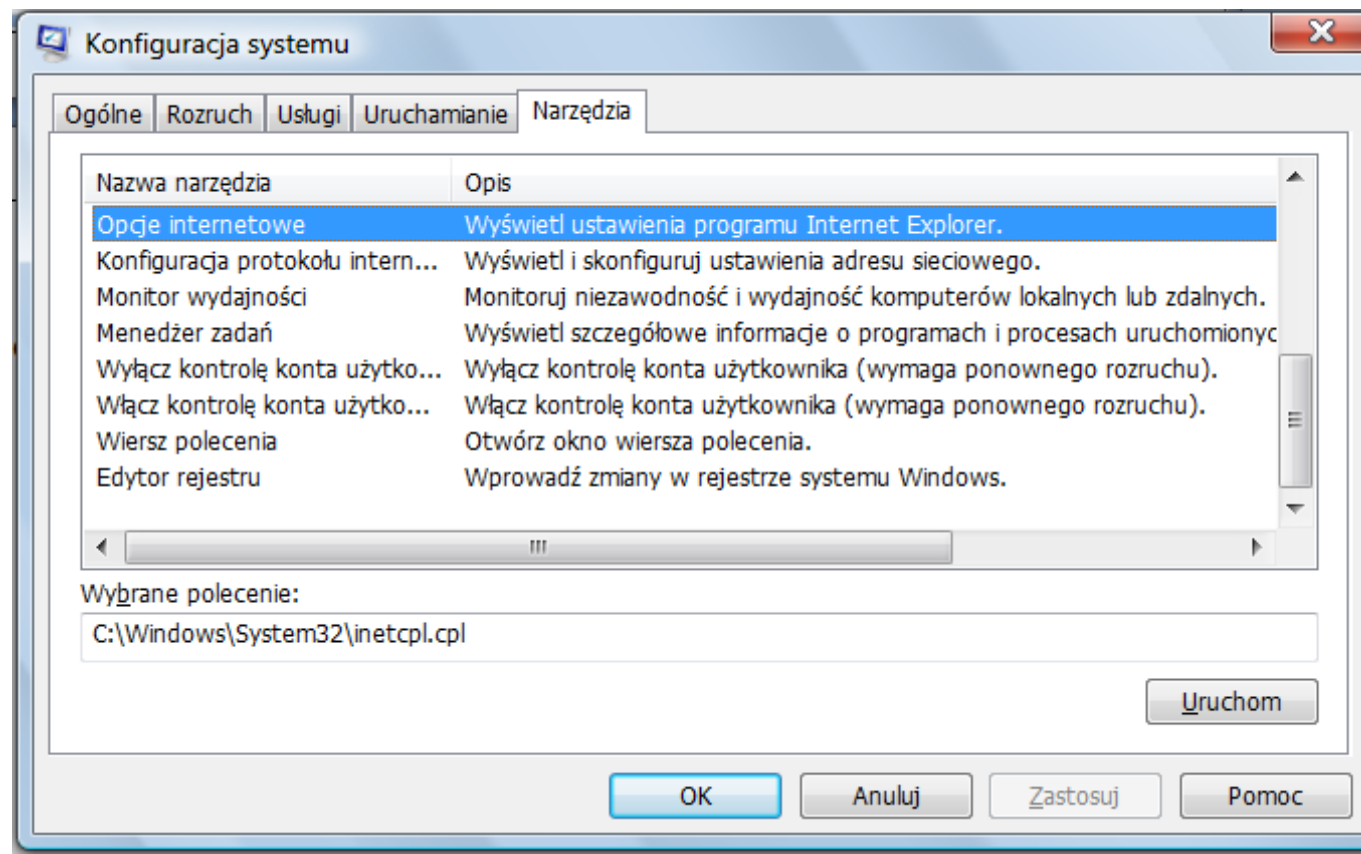 Konfiguracja systemu
Ogólne Rozruch Usługi Uruchamianie Narzędzia
Nazwa narzędzia Opis
Opcje internetowe Wyświetl ustawienia programu Internet Explorer.
Konfiguracja protokołu intern... Wyświetl i skonfiguruj ustawienia adresu sieciowego.
Monitor wydajności Monitoruj niezawodność i wydajność komputerów lokalnych lub zdalnych.
Menedżer zadań Wyświetl szczegółowe informacje o programach i procesach uruchomionyc
Wyłącz kontrolę konta użytko... Wyłącz kontrolę konta użytkownika (wymaga ponownego rozruchu).
Włącz kontrolę konta użytko... Włącz kontrolę konta użytkownika (wymaga ponownego rozruchu).
Wiersz polecenia Otwórz okno wiersza polecenia.
Edytor rejestru Wprowadź zmiany w rejestrze systemu Windows.
Wybrane polecenie:
C:\Windows\System32\inetcpl.cpl
Uruchom
OK Anuluj Zastosuj Pomoc